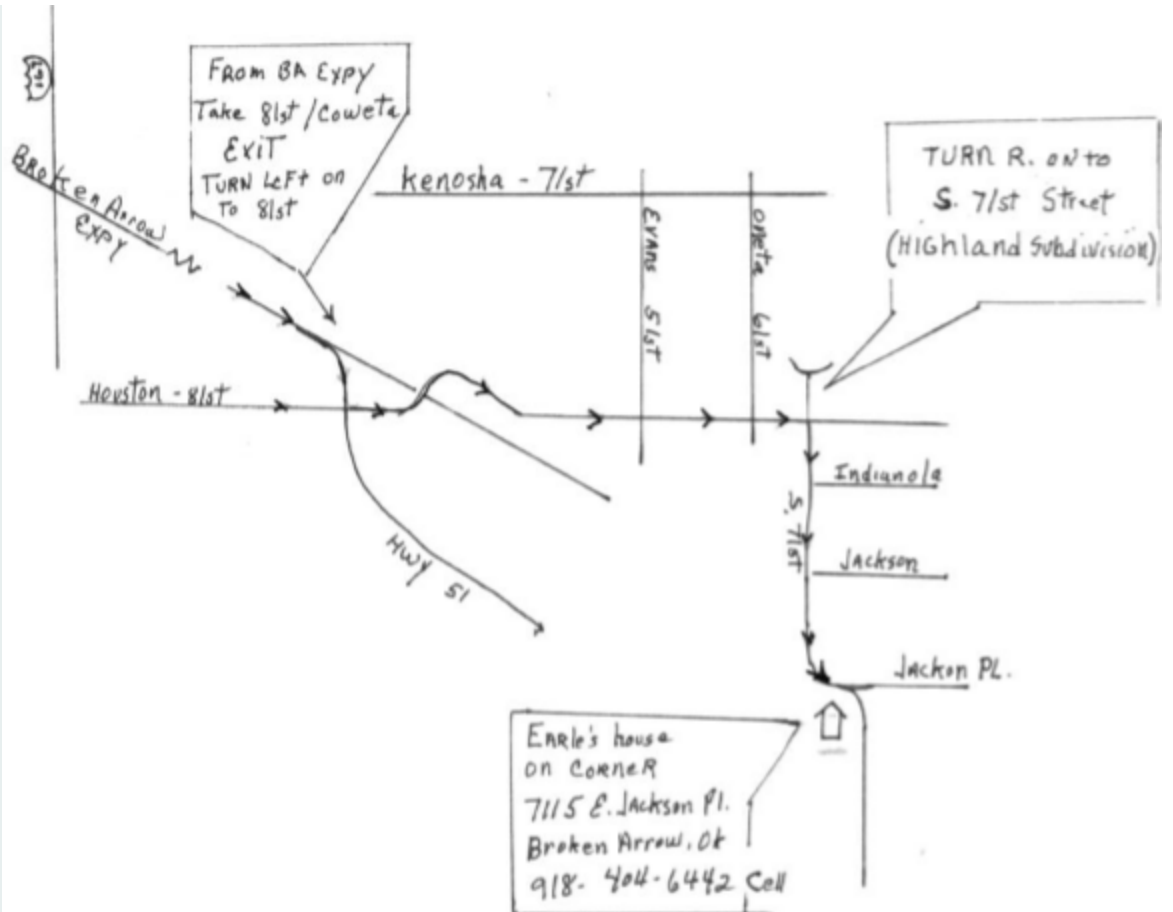 169
BROKEN ARROW
EXPY
FROM BA EXPY
Take 81st / Coweta
EXIT
TURN LEFT on
To 81st
Kenosha - 71st
TURN R. ON TO
S. 71st Street
(HIGHLAND Subdivision)
EVANS 51st
ONETA 61st
Houston - 81st
Indianola
S. 71st
JACKSON
HWY 51
JACKON PL.
EARLE'S house
ON CORNER
7115 E. JACKSON Pl.
Broken Arrow, Ok
918- 404-6442 Cell